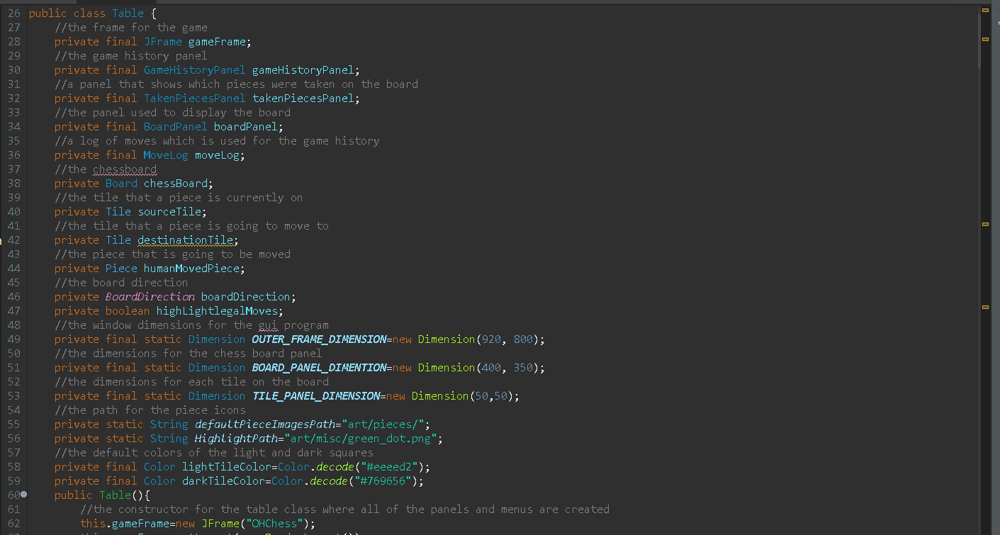 26 public class Table {
27 //the frame for the game
28 private final JFrame gameFrame;
29 //the game history panel
30 private final GameHistoryPanel gameHistoryPanel;
31 //a panel that shows which pieces were taken on the board
32 private final TakenPiecesPanel takenPiecesPanel;
33 //the panel used to display the board
34 private final BoardPanel boardPanel;
35 //a log of moves which is used for the game history
36 private final MoveLog moveLog;
37 //the chessboard
38 private Board chessBoard;
39 //the tile that a piece is currently on
40 private Tile sourceTile;
41 //the tile that a piece is going to move to
42 private Tile destinationTile;
43 //the piece that is going to be moved
44 private Piece humanMovedPiece;
45 //the board direction
46 private BoardDirection boardDirection;
47 private boolean highLightlegalMoves;
48 //the window dimensions for the gui program
49 private final static Dimension OUTER_FRAME_DIMENSION=new Dimension(920, 800);
50 //the dimensions for the chess board panel
51 private final static Dimension BOARD_PANEL_DIMENTION=new Dimension(400, 350);
52 //the dimensions for each tile on the board
53 private final static Dimension TILE_PANEL_DIMENSION=new Dimension(50,50);
54 //the path for the piece icons
55 private static String defaultPieceImagesPath="art/pieces/";
56 private static String HighlightPath="art/misc/green_dot.png";
57 //the default colors of the light and dark squares
58 private final Color lightTileColor=Color.decode("#eeeed2");
59 private final Color darkTileColor=Color.decode("#769656");
60 public Table(){
61 //the constructor for the table class where all of the panels and menus are created
62 this.gameFrame=new JFrame("OHChess");